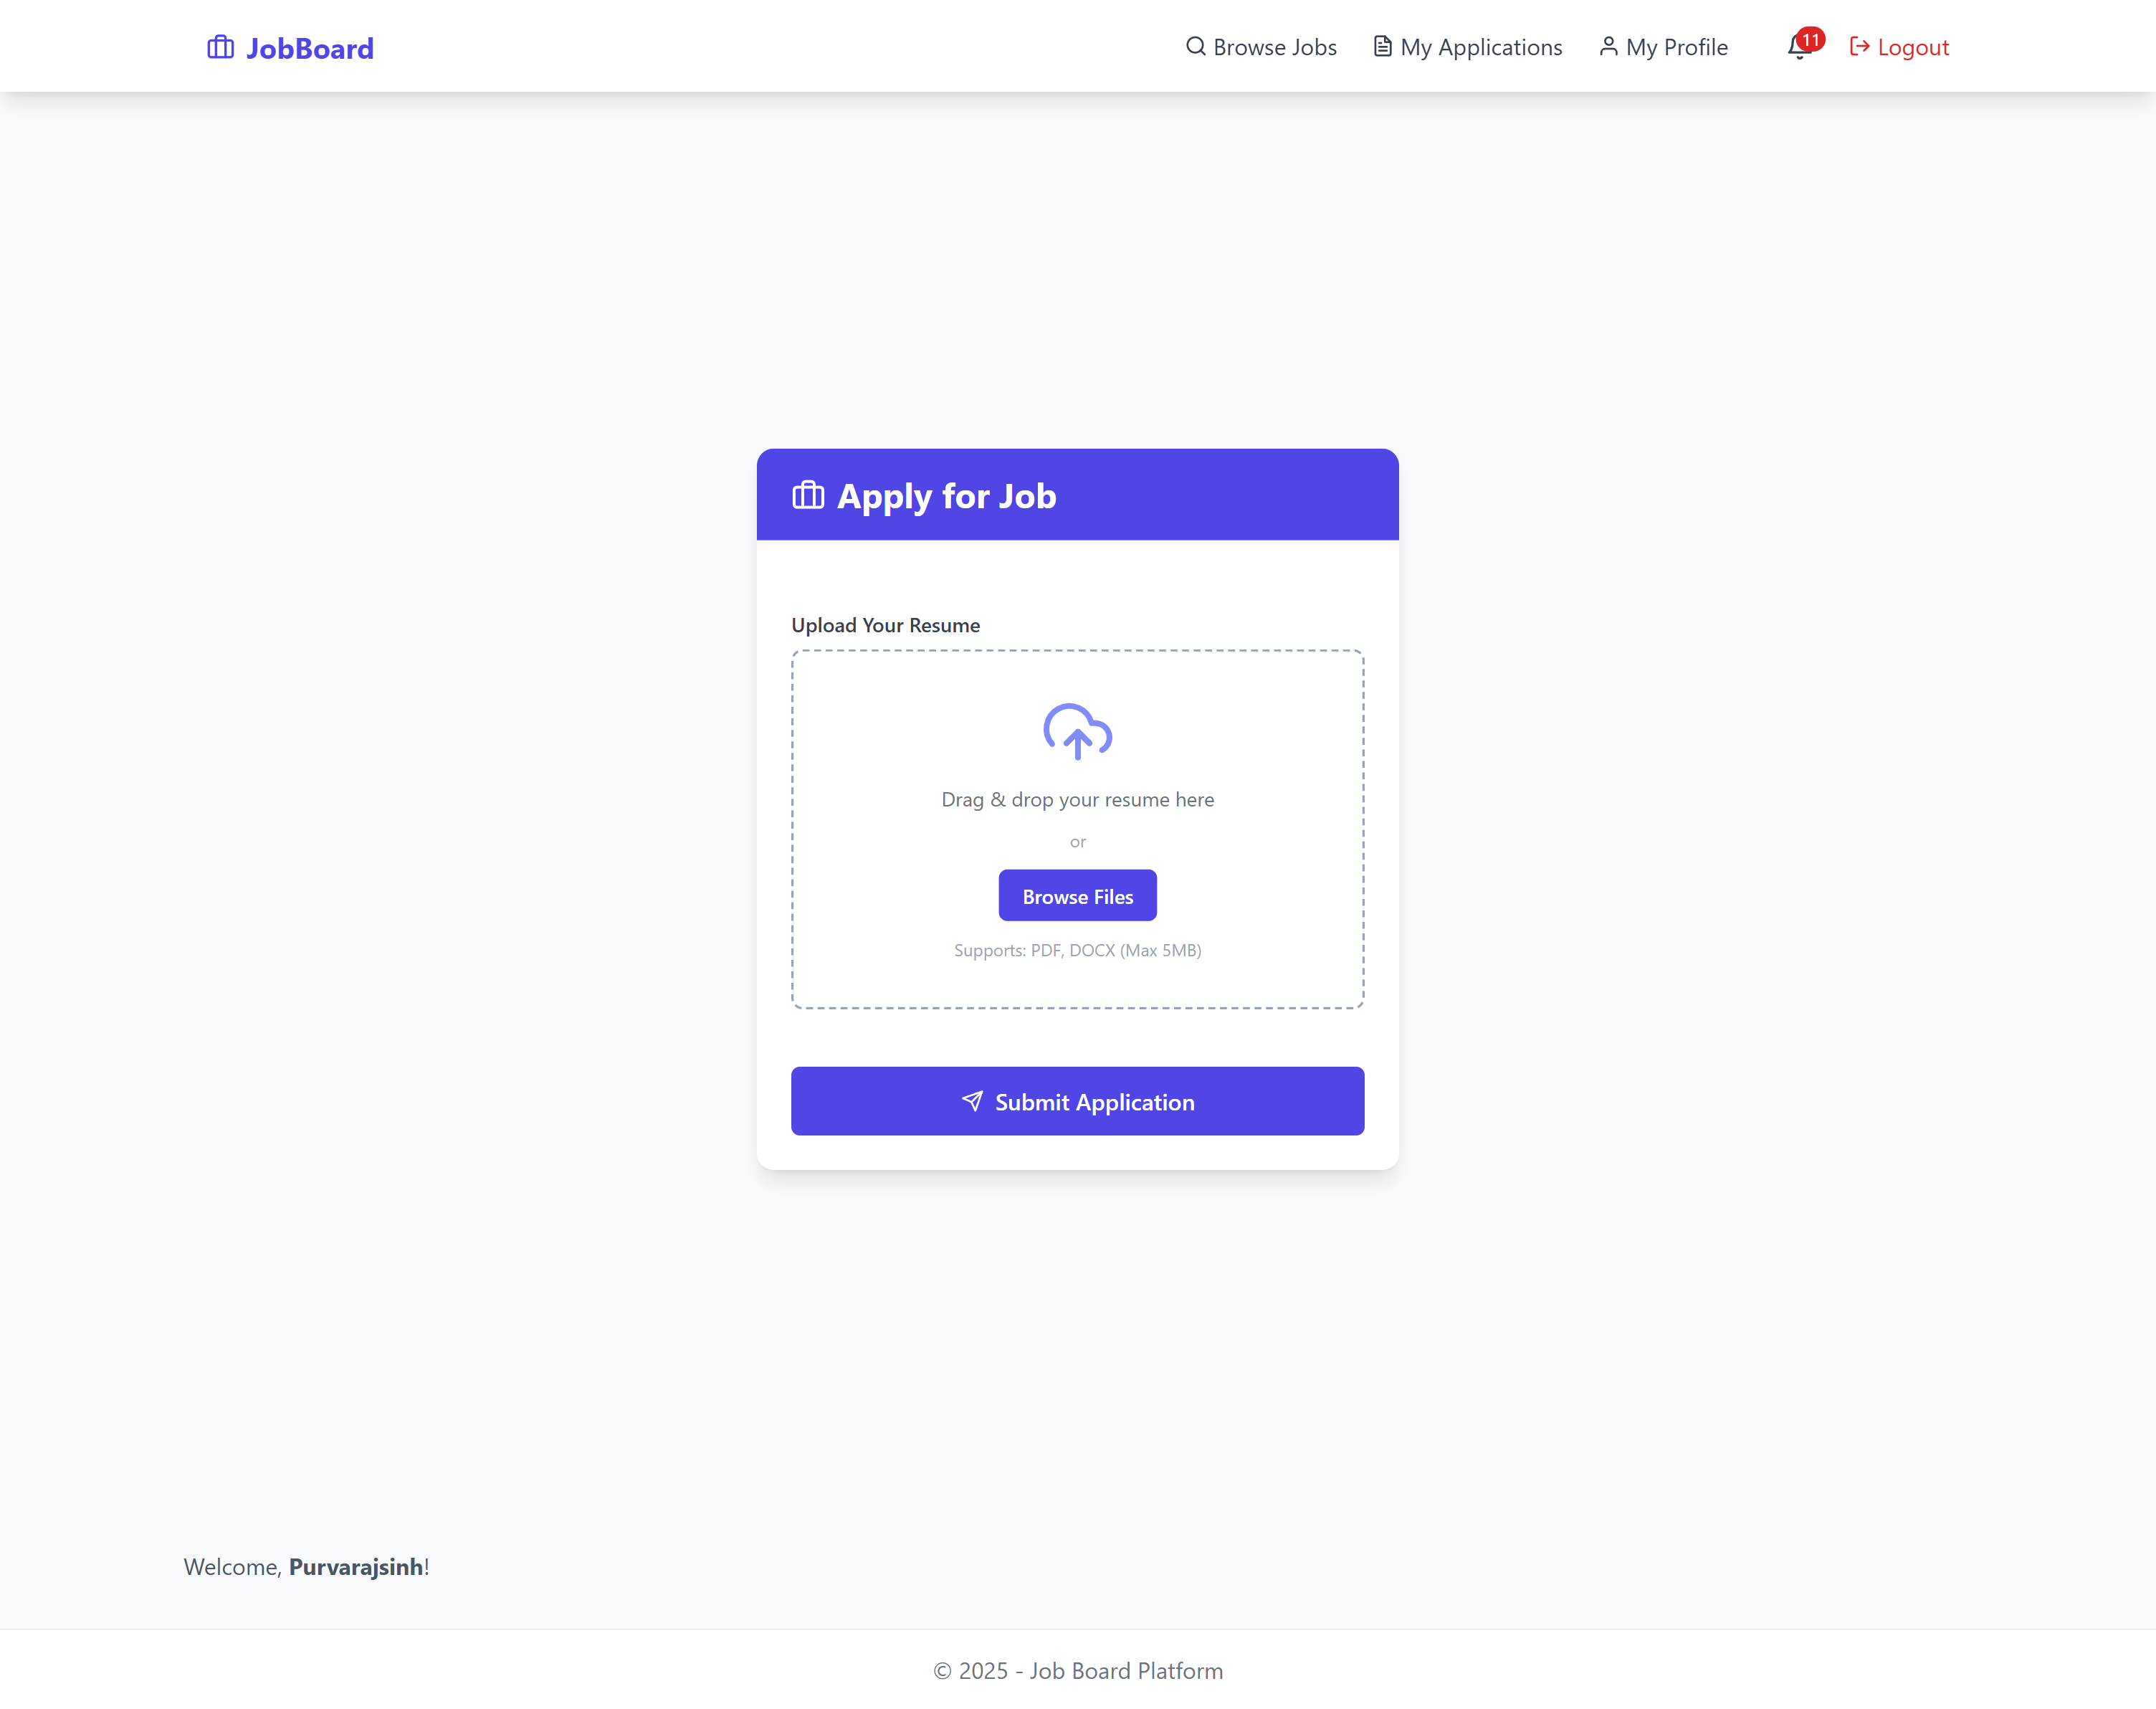 JobBoard
Browse Jobs
My Applications
My Profile
11
Logout
Apply for Job
Upload Your Resume
Drag & drop your resume here
or
Browse Files
Supports: PDF, DOCX (Max 5MB)
Submit Application
Welcome, Purvarajsinh!
© 2025 - Job Board Platform